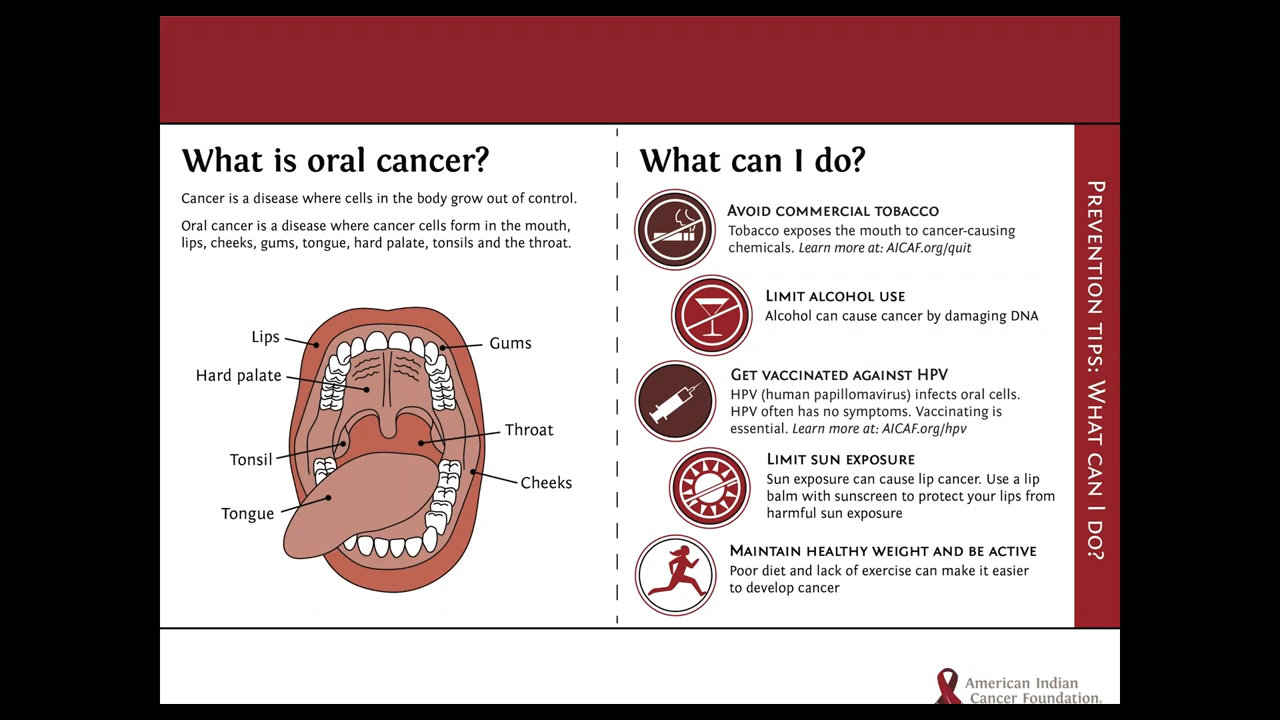 What is oral cancer?
Cancer is a disease where cells in the body grow out of control.
Oral cancer is a disease where cancer cells form in the mouth,
lips, cheeks, gums, tongue, hard palate, tonsils and the throat.
Lips
Gums
Hard palate
Throat
Tonsil
Cheeks
Tongue
What can I do?
AVOID COMMERCIAL TOBACCO
Tobacco exposes the mouth to cancer-causing
chemicals. Learn more at: AICAF.org/quit
LIMIT ALCOHOL USE
Alcohol can cause cancer by damaging DNA
GET VACCINATED AGAINST HPV
HPV (human papillomavirus) infects oral cells.
HPV often has no symptoms. Vaccinating is
essential. Learn more at: AICAF.org/hpv
LIMIT SUN EXPOSURE
Sun exposure can cause lip cancer. Use a lip
balm with sunscreen to protect your lips from
harmful sun exposure
MAINTAIN HEALTHY WEIGHT AND BE ACTIVE
Poor diet and lack of exercise can make it easier
to develop cancer
PREVENTION TIPS: WHAT CAN I DO?
American Indian
Cancer Foundation.